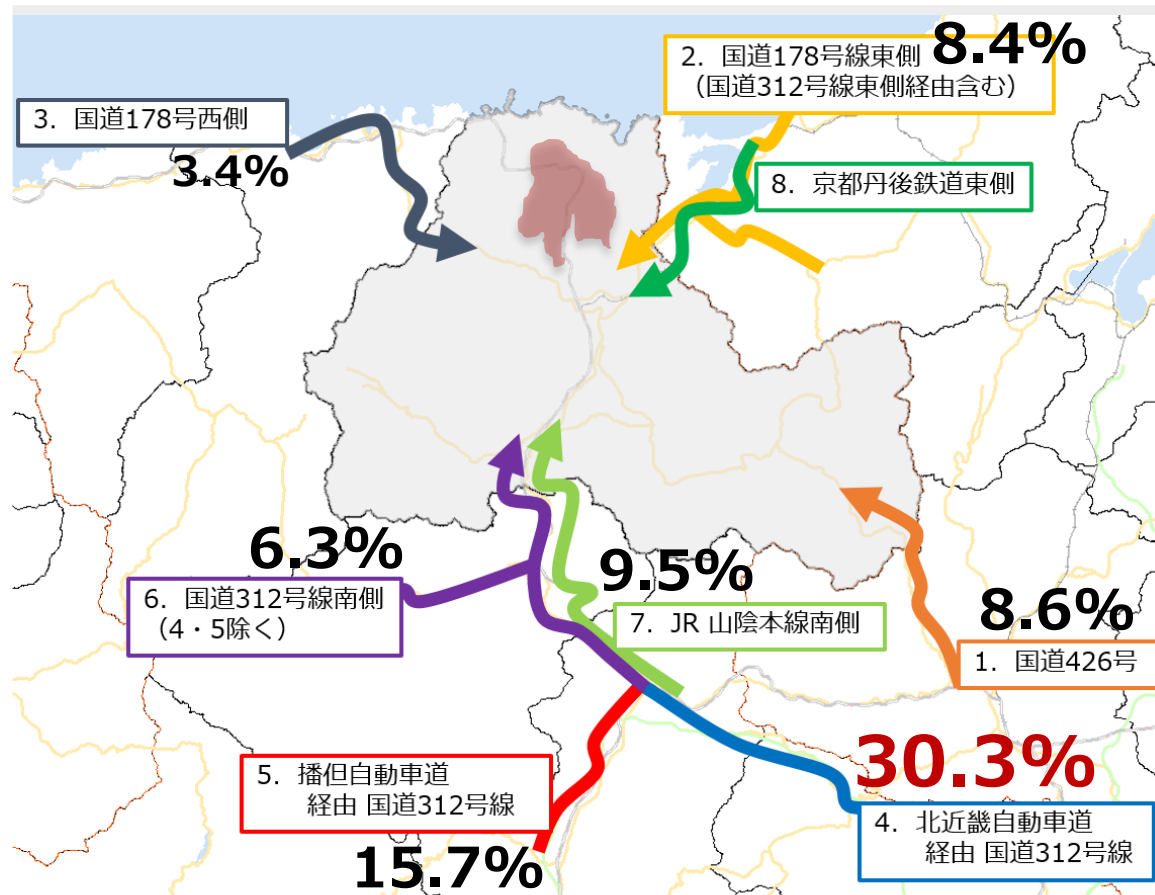 2. 国道178号線東側
（国道312号線東側経由含む）
8.4%
3. 国道178号西側
3.4%
8. 京都丹後鉄道東側
6.3%
6. 国道312号線南側
（4・5除く）
9.5%
7. JR 山陰本線南側
8.6%
1. 国道426号
5. 播但自動車道
経由 国道312号線
15.7%
30.3%
4. 北近畿自動車道
経由 国道312号線